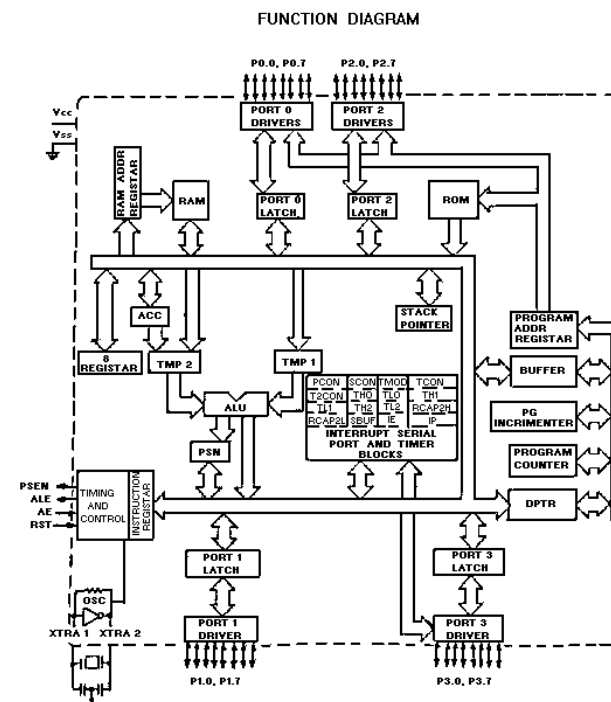 FUNCTION DIAGRAM
P0.0, P0.7
P2.0, P2.7
Vcc
Vss
PORT 0
DRIVERS
PORT 2
DRIVERS
RAM ADDR
REGISTAR
RAM
PORT 0
LATCH
PORT 2
LATCH
ROM
ACC
STACK
POINTER
PROGRAM
ADDR
REGISTAR
8
REGISTAR
TMP 2
TMP 1
BUFFER
PCON SCON TMOD TCON
T2CON TH0 TL0 TH1
TL1 TH2 TL2 RCAP2H
RCAP2L SBUF IE IP
INTERRUPT SERIAL
PORT AND TIMER
BLOCKS
ALU
PG
INCRIMENTER
PSN
PROGRAM
COUNTER
PSEN
ALE
AE
RST
TIMING
AND
CONTROL
INSTRUCTION
REGISTAR
DPTR
PORT 1
LATCH
PORT 3
LATCH
OSC
XTRA 1 XTRA 2
PORT 1
DRIVER
PORT 3
DRIVER
P1.0, P1.7
P3.0, P3.7